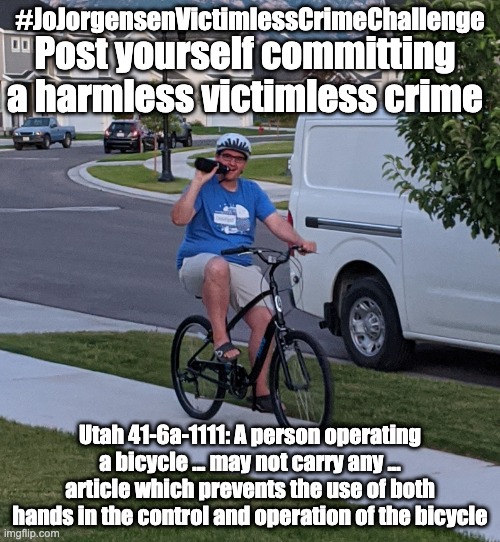 #JoJorgensenVictimlessCrimeChallenge
Post yourself committing
a harmless victimless crime
Utah 41-6a-1111: A person operating
a bicycle ... may not carry any ...
article which prevents the use of both
hands in the control and operation of the bicycle
imgflip.com